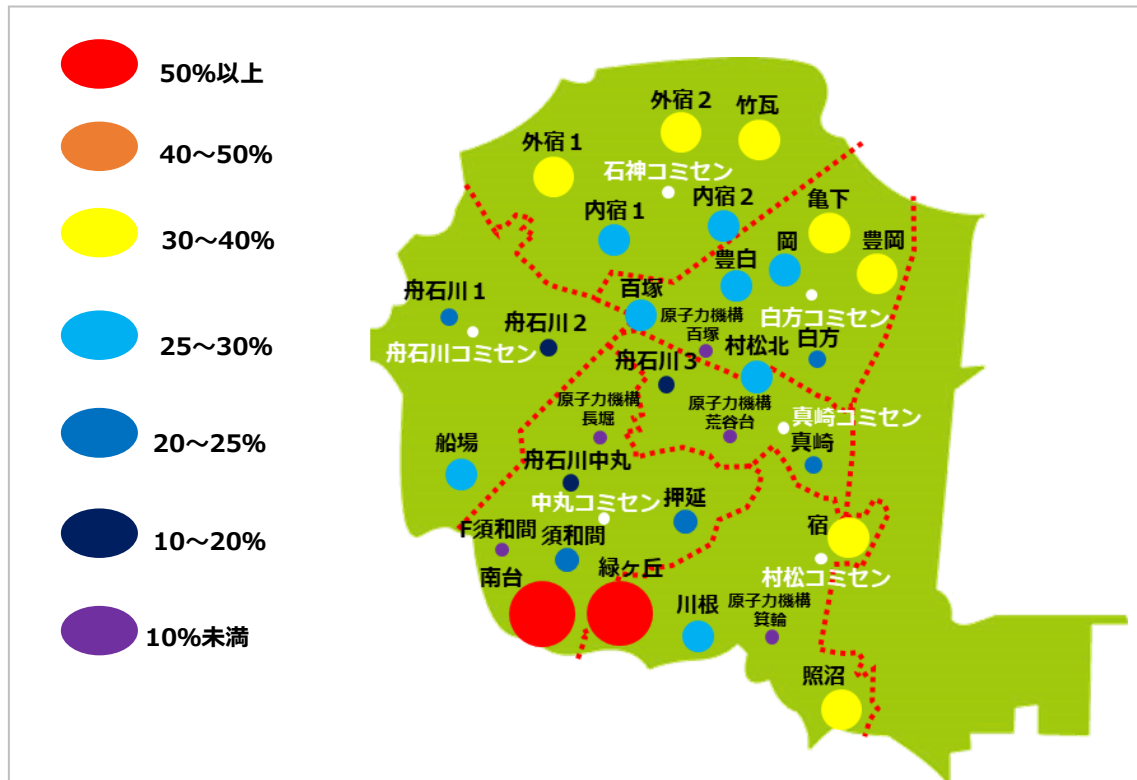 50%以上
40～50%
30～40%
25～30%
20～25%
10～20%
10%未満
外宿２
竹瓦
外宿１
石神コミセン
内宿１
内宿２
亀下
岡
豊岡
豊白
舟石川１
百塚
原子力機構
百塚
白方コミセン
舟石川２
舟石川コミセン
舟石川３
村松北
白方
原子力機構
長堀
原子力機構
荒谷台
真崎コミセン
船場
舟石川中丸
真崎
中丸コミセン
押延
F須和間
須和間
宿
村松コミセン
南台
緑ヶ丘
川根
原子力機構
箕輪
照沼